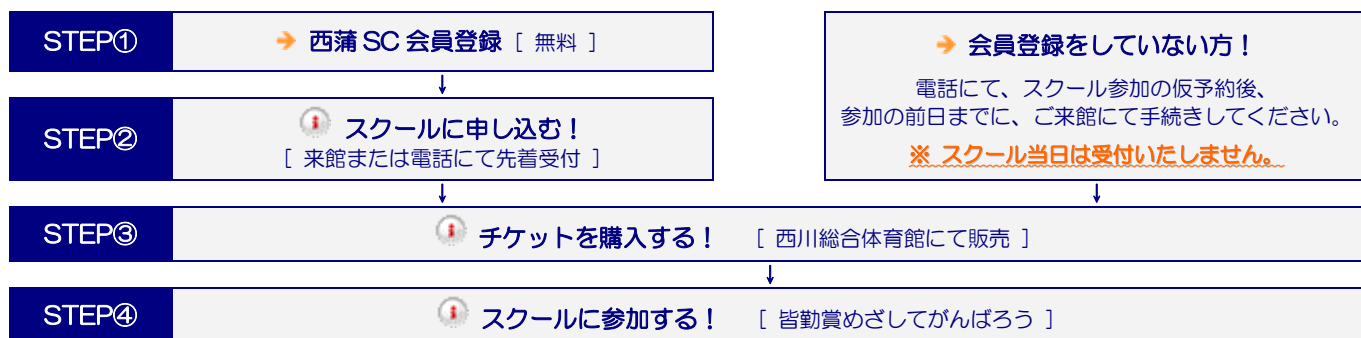 STEP①
西蒲 SC 会員登録 [ 無料 ]
STEP②
スクールに申し込む！
[ 来館または電話にて先着受付 ]
会員登録をしていない方！
電話にて、スクール参加の仮予約後、
参加の前日までに、ご来館にて手続きしてください。
※ スクール当日は受付いたしません。
STEP③
チケットを購入する！ [ 西川総合体育館にて販売 ]
STEP④
スクールに参加する！ [ 皆勤賞めざしてがんばろう ]